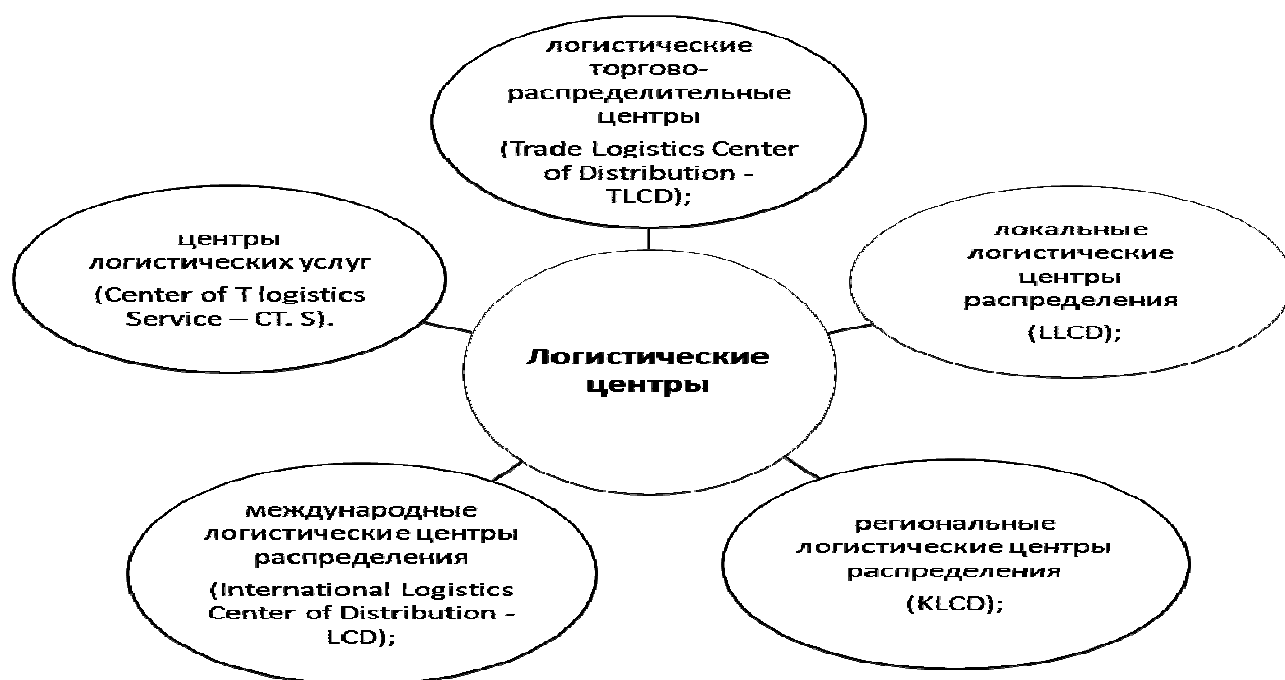 логистические
торгово-
распределительные
центры
(Trade Logistics Center
of Distribution -
TLCD);
локальные
логистические
центры
распределения
(LLCD);
региональные
логистические центры
распределения
(KLCD);
международные
логистические центры
распределения
(International Logistics
Center of Distribution -
LCD);
центры
логистических услуг
(Center of T logistics
Service – CT. S).
Логистические
центры